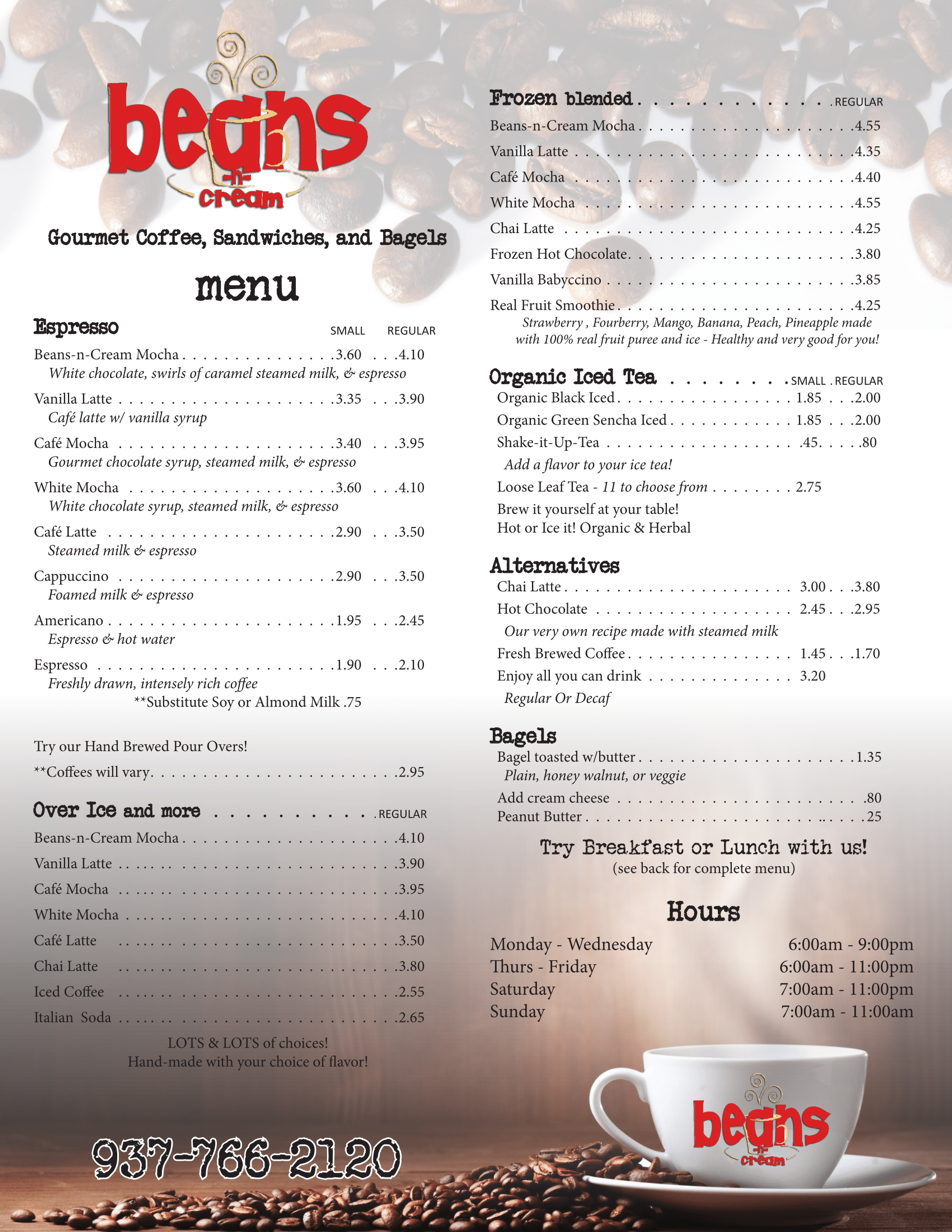 beans
-n-
cream
Gourmet Coffee, Sandwiches, and Bagels
menu
Espresso SMALL REGULAR
Beans-n-Cream Mocha . . . . . . . . . . . . . . .3.60 . . .4.10
White chocolate, swirls of caramel steamed milk, & espresso
Vanilla Latte . . . . . . . . . . . . . . . . . . . . . .3.35 . . .3.90
Café latte w/ vanilla syrup
Café Mocha . . . . . . . . . . . . . . . . . . . . .3.40 . . .3.95
Gourmet chocolate syrup, steamed milk, & espresso
White Mocha . . . . . . . . . . . . . . . . . . . .3.60 . . .4.10
White chocolate syrup, steamed milk, & espresso
Café Latte . . . . . . . . . . . . . . . . . . . . . .2.90 . . .3.50
Steamed milk & espresso
Cappuccino . . . . . . . . . . . . . . . . . . . . .2.90 . . .3.50
Foamed milk & espresso
Americano . . . . . . . . . . . . . . . . . . . . . .1.95 . . .2.45
Espresso & hot water
Espresso . . . . . . . . . . . . . . . . . . . . . . .1.90 . . .2.10
Freshly drawn, intensely rich coffee
**Substitute Soy or Almond Milk .75
Try our Hand Brewed Pour Overs!
**Coffees will vary. . . . . . . . . . . . . . . . . . . . . . . .2.95
Over Ice and more . . . . . . . . . . . .REGULAR
Beans-n-Cream Mocha . . . . . . . . . . . . . . . . . . . . .4.10
Vanilla Latte . . . . . . . . . . . . . . . . . . . . . . . . . . .3.90
Café Mocha . . . . . . . . . . . . . . . . . . . . . . . . . . .3.95
White Mocha . . . . . . . . . . . . . . . . . . . . . . . . . .4.10
Café Latte . . . . . . . . . . . . . . . . . . . . . . . . . . .3.50
Chai Latte . . . . . . . . . . . . . . . . . . . . . . . . . . .3.80
Iced Coffee . . . . . . . . . . . . . . . . . . . . . . . . . . .2.55
Italian Soda . . . . . . . . . . . . . . . . . . . . . . . . . . .2.65
LOTS & LOTS of choices!
Hand-made with your choice of flavor!
937-766-2120
Frozen blended. . . . . . . . . . . . . .REGULAR
Beans-n-Cream Mocha . . . . . . . . . . . . . . . . . . . . .4.55
Vanilla Latte . . . . . . . . . . . . . . . . . . . . . . . . . . .4.35
Café Mocha . . . . . . . . . . . . . . . . . . . . . . . . . . .4.40
White Mocha . . . . . . . . . . . . . . . . . . . . . . . . . .4.55
Chai Latte . . . . . . . . . . . . . . . . . . . . . . . . . . . .4.25
Frozen Hot Chocolate. . . . . . . . . . . . . . . . . . . . . .3.80
Vanilla Babyccino . . . . . . . . . . . . . . . . . . . . . . . .3.85
Real Fruit Smoothie . . . . . . . . . . . . . . . . . . . . . . .4.25
Strawberry , Fourberry, Mango, Banana, Peach, Pineapple made
with 100% real fruit puree and ice - Healthy and very good for you!
Organic Iced Tea . . . . . . . .SMALL .REGULAR
Organic Black Iced . . . . . . . . . . . . . . . . . 1.85 . . .2.00
Organic Green Sencha Iced . . . . . . . . . . . . 1.85 . . .2.00
Shake-it-Up-Tea . . . . . . . . . . . . . . . . . . .45. . . . . .80
Add a flavor to your ice tea!
Loose Leaf Tea - 11 to choose from . . . . . . . . 2.75
Brew it yourself at your table!
Hot or Ice it! Organic & Herbal
Alternatives
Chai Latte . . . . . . . . . . . . . . . . . . . . . . 3.00 . . .3.80
Hot Chocolate . . . . . . . . . . . . . . . . . . . 2.45 . . .2.95
Our very own recipe made with steamed milk
Fresh Brewed Coffee . . . . . . . . . . . . . . . . 1.45 . . .1.70
Enjoy all you can drink . . . . . . . . . . . . . . 3.20
Regular Or Decaf
Bagels
Bagel toasted w/butter . . . . . . . . . . . . . . . . . . . . .1.35
Plain, honey walnut, or veggie
Add cream cheese . . . . . . . . . . . . . . . . . . . . . . . .80
Peanut Butter . . . . . . . . . . . . . . . . . . . . . . .. . . . . 25
Try Breakfast or Lunch with us!
(see back for complete menu)
Hours
Monday - Wednesday 6:00am - 9:00pm
Thurs - Friday 6:00am - 11:00pm
Saturday 7:00am - 11:00pm
Sunday 7:00am - 11:00am
beans
-n-
cream